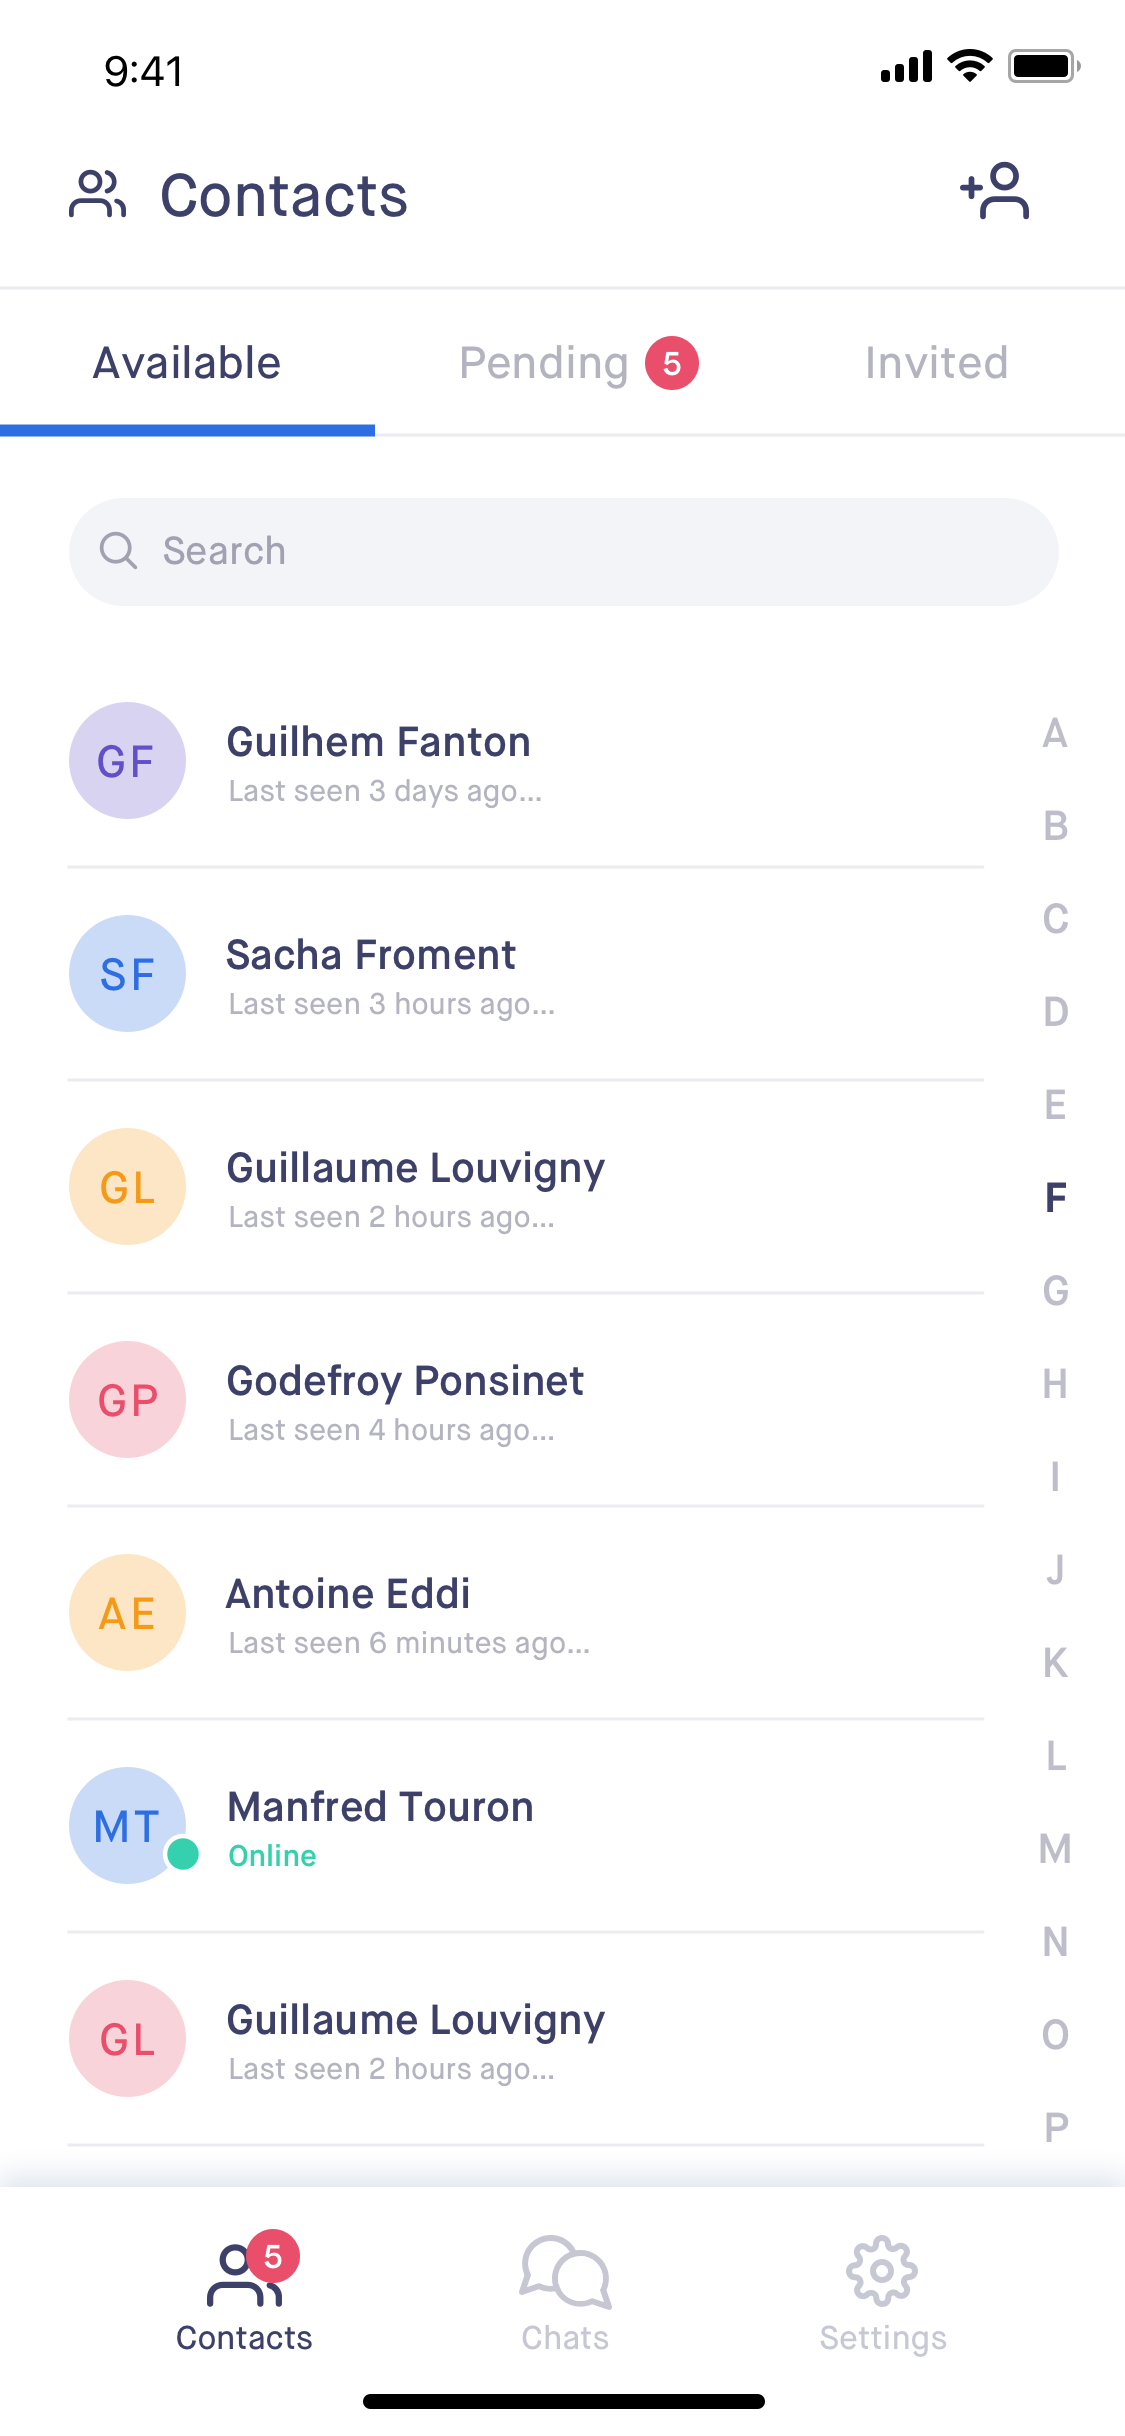 9:41
Contacts
Available
Pending 5
Invited
Search
GF
Guilhem Fanton
Last seen 3 days ago...
SF
Sacha Froment
Last seen 3 hours ago...
GL
Guillaume Louvigny
Last seen 2 hours ago...
GP
Godefroy Ponsinet
Last seen 4 hours ago...
AE
Antoine Eddi
Last seen 6 minutes ago...
MT
Manfred Touron
Online
GL
Guillaume Louvigny
Last seen 2 hours ago...
A
B
C
D
E
F
G
H
I
J
K
L
M
N
O
P
5
Contacts
Chats
Settings